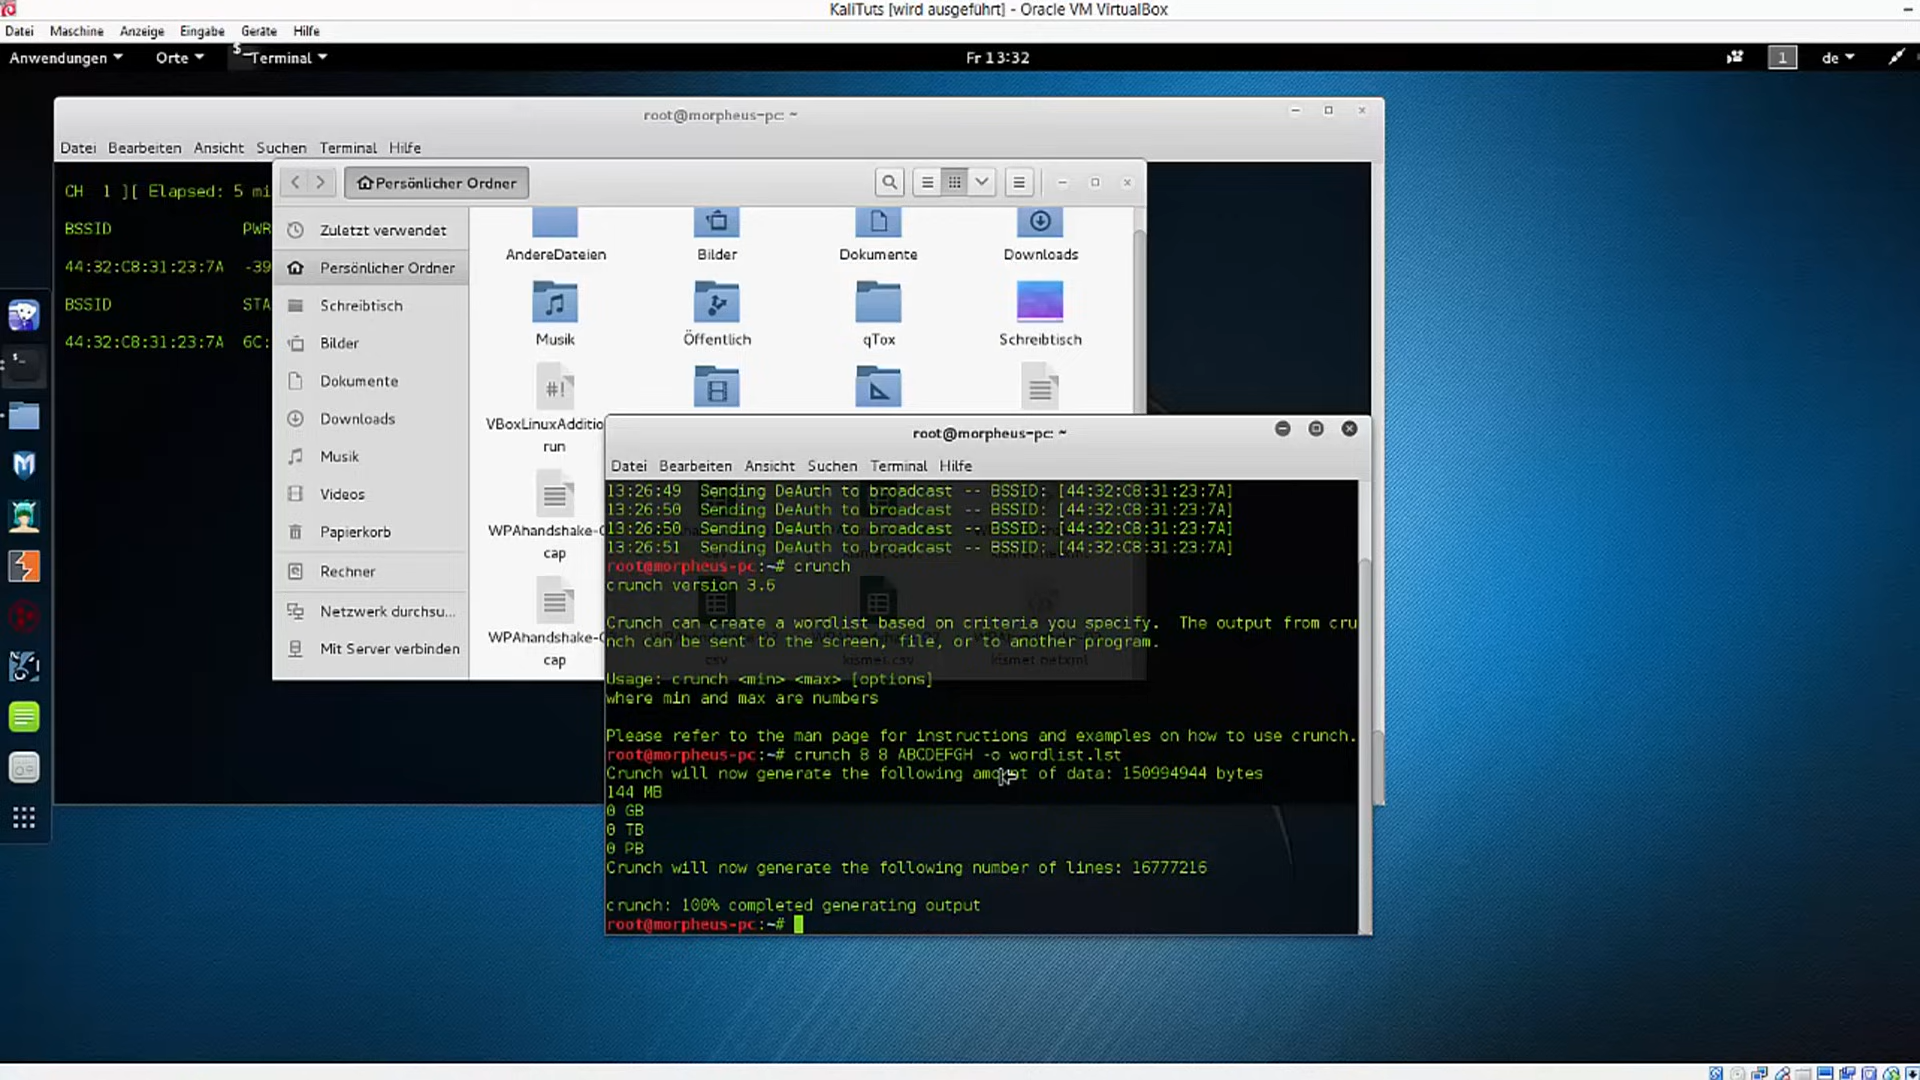 KaliTuts [wird ausgeführt] - Oracle VM VirtualBox
Datei Maschine Anzeige Eingabe Geräte Hilfe
Anwendungen Orte Terminal Fr 13:32 1 de
root@morpheus-pc: ~
Datei Bearbeiten Ansicht Suchen Terminal Hilfe
CH 1 ][ Elapsed: 5 mi
BSSID PWR
44:32:C8:31:23:7A -39
BSSID STA
44:32:C8:31:23:7A 6C:
Persönlicher Ordner
Zuletzt verwendet
Persönlicher Ordner
Schreibtisch
Bilder
Dokumente
Downloads
Musik
Videos
Papierkorb
Rechner
Netzwerk durchsu...
Mit Server verbinden
AndereDateien Bilder Dokumente Downloads
Musik Öffentlich qTox Schreibtisch
VBoxLinuxAdditio
run
WPAhandshake-
cap
WPAhandshake-
cap
csv
kismet.csv
kismet.netxml
root@morpheus-pc: ~
Datei Bearbeiten Ansicht Suchen Terminal Hilfe
13:26:49 Sending DeAuth to broadcast -- BSSID: [44:32:C8:31:23:7A]
13:26:50 Sending DeAuth to broadcast -- BSSID: [44:32:C8:31:23:7A]
13:26:50 Sending DeAuth to broadcast -- BSSID: [44:32:C8:31:23:7A]
13:26:51 Sending DeAuth to broadcast -- BSSID: [44:32:C8:31:23:7A]
root@morpheus-pc:~# crunch
crunch version 3.6
Crunch can create a wordlist based on criteria you specify. The output from cru
nch can be sent to the screen, file, or to another program.
Usage: crunch <min> <max> [options]
where min and max are numbers
Please refer to the man page for instructions and examples on how to use crunch.
root@morpheus-pc:~# crunch 8 8 ABCDEFGH -o wordlist.lst
Crunch will now generate the following amount of data: 150994944 bytes
144 MB
0 GB
0 TB
0 PB
Crunch will now generate the following number of lines: 16777216
crunch: 100% completed generating output
root@morpheus-pc:~#